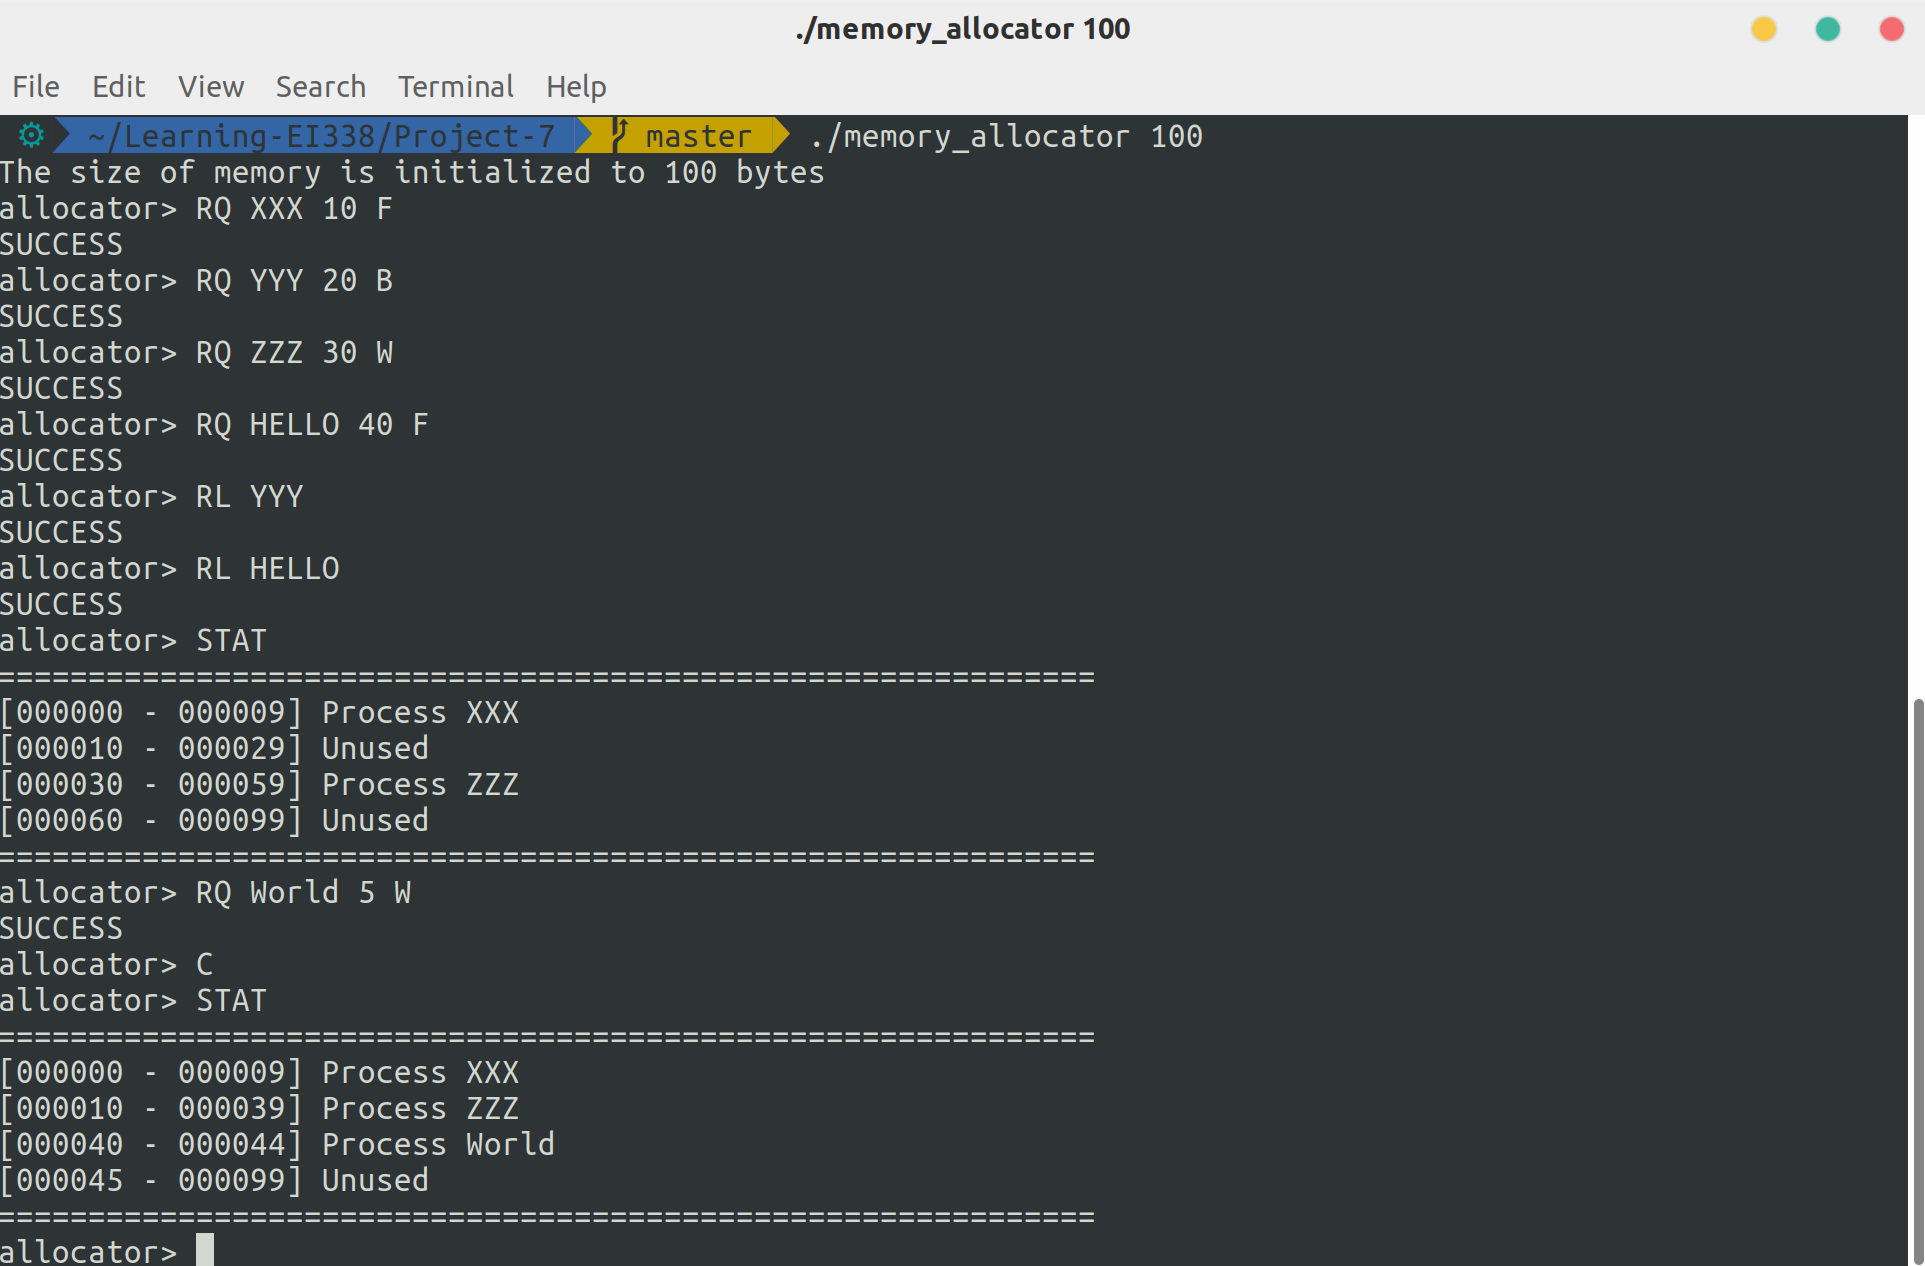 ./memory_allocator 100
File Edit View Search Terminal Help
~/Learning-EI338/Project-7 master ./memory_allocator 100
The size of memory is initialized to 100 bytes
allocator> RQ XXX 10 F
SUCCESS
allocator> RQ YYY 20 B
SUCCESS
allocator> RQ ZZZ 30 W
SUCCESS
allocator> RQ HELLO 40 F
SUCCESS
allocator> RL YYY
SUCCESS
allocator> RL HELLO
SUCCESS
allocator> STAT
=============================================================
[000000 - 000009] Process XXX
[000010 - 000029] Unused
[000030 - 000059] Process ZZZ
[000060 - 000099] Unused
=============================================================
allocator> RQ World 5 W
SUCCESS
allocator> C
allocator> STAT
=============================================================
[000000 - 000009] Process XXX
[000010 - 000039] Process ZZZ
[000040 - 000044] Process World
[000045 - 000099] Unused
=============================================================
allocator>